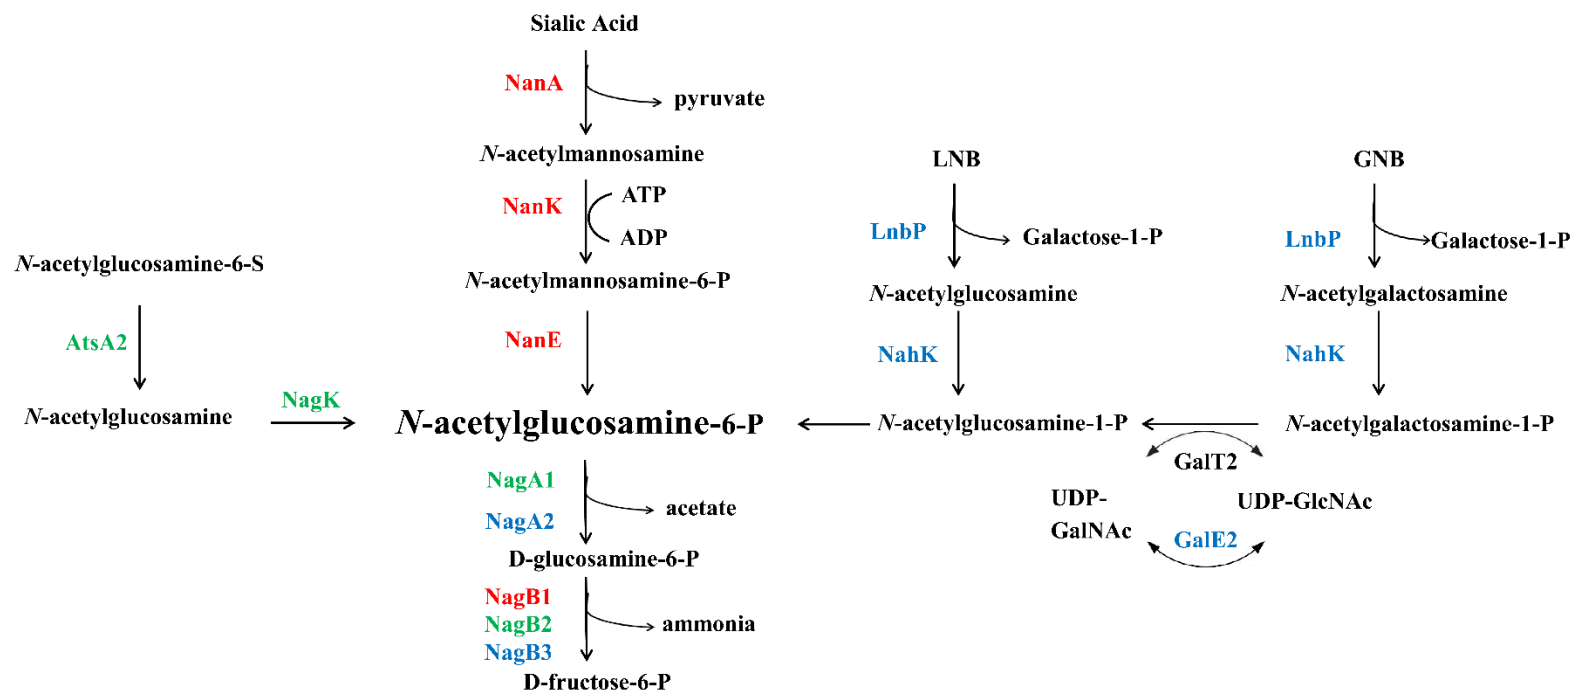 Sialic Acid
NanA
pyruvate
N-acetylmannosamine
LNB
GNB
NanK
ATP
ADP
LnbP
Galactose-1-P
LnbP
Galactose-1-P
N-acetylglucosamine-6-S
N-acetylmannosamine-6-P
N-acetylglucosamine
N-acetylgalactosamine
AtsA2
NanE
NahK
NahK
N-acetylglucosamine
NagK
N-acetylglucosamine-6-P
N-acetylglucosamine-1-P
N-acetylgalactosamine-1-P
GalT2
NagA1
acetate
NagA2
UDP-
GalNAc
UDP-GlcNAc
GalE2
D-glucosamine-6-P
NagB1
NagB2
ammonia
NagB3
D-fructose-6-P